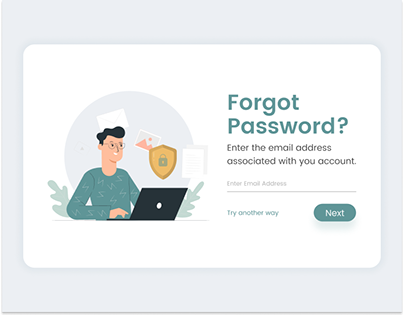 Forgot
Password?
Enter the email address
associated with you account.
Enter Email Address
Try another way
Next